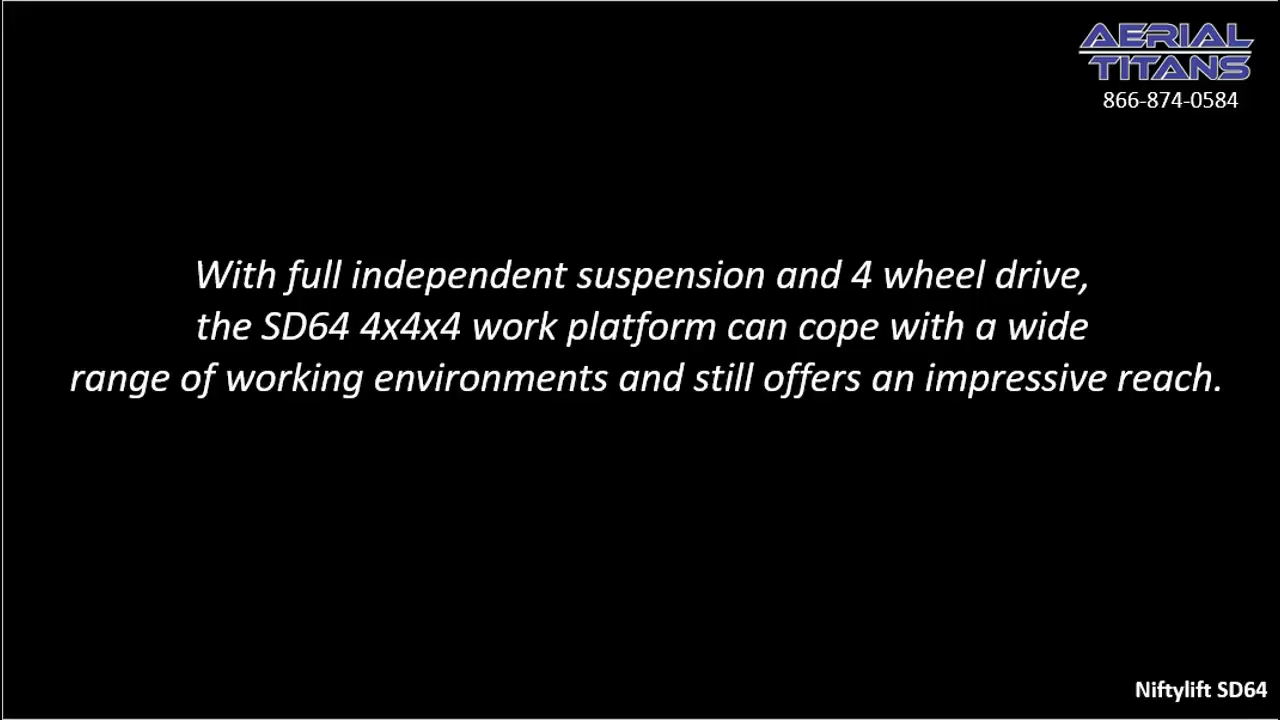 AERIAL
TITANS
866-874-0584
With full independent suspension and 4 wheel drive,
the SD64 4x4x4 work platform can cope with a wide
range of working environments and still offers an impressive reach.
Niftylift SD64